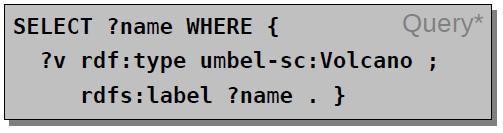 Query*
SELECT ?name WHERE {
?v rdf:type umbel-sc:Volcano ;
rdfs:label ?name . }